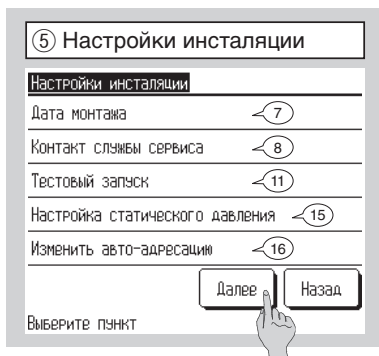 ⑤ Настройки инсталяции
Настройки инсталяции
Дата монтажа ⑦
Контакт службы сервиса ⑧
Тестовый запуск ⑪
Настройка статического давления ⑮
Изменить авто-адресацию ⑯
Далее Назад
Выберите пункт